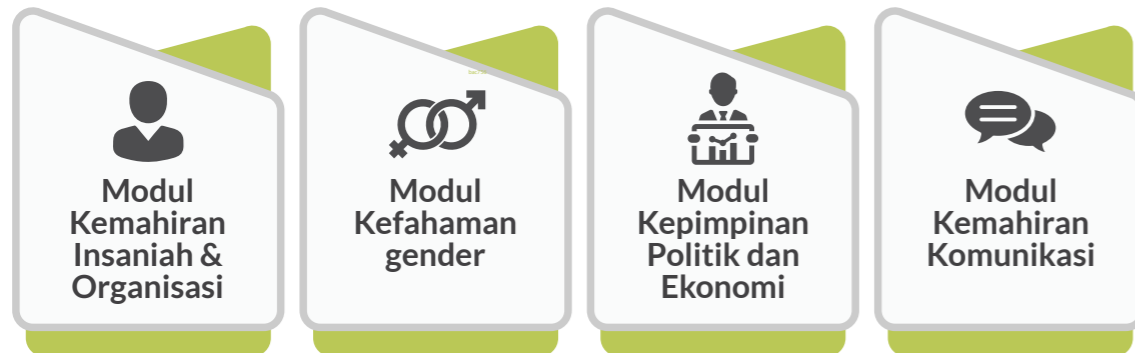 Modul
Kemahiran
Insaniah &
Organisasi
Modul
Kefahaman
gender
Modul
Kepimpinan
Politik dan
Ekonomi
Modul
Kemahiran
Komunikasi